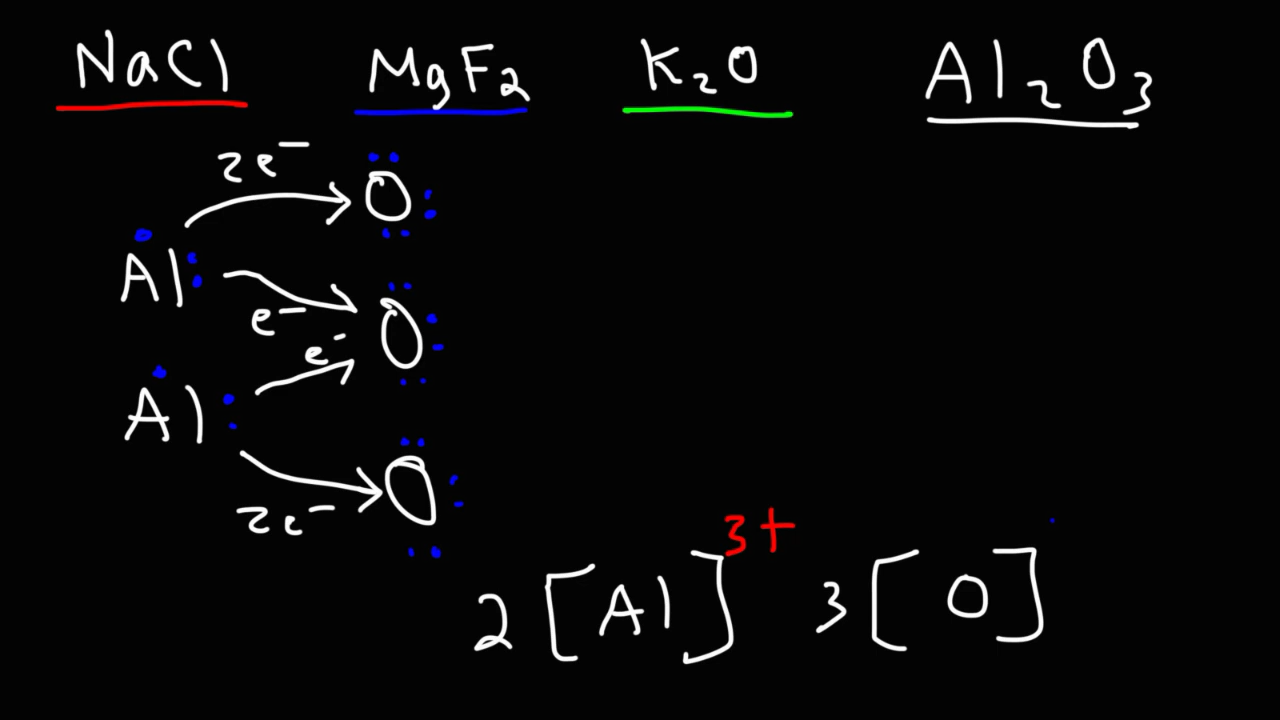 NaCl MgF₂ K₂O Al₂O₃
2e⁻ O
Al
e⁻ O
e⁻
Al
2e⁻ O
2[Al]³⁺ 3[O]